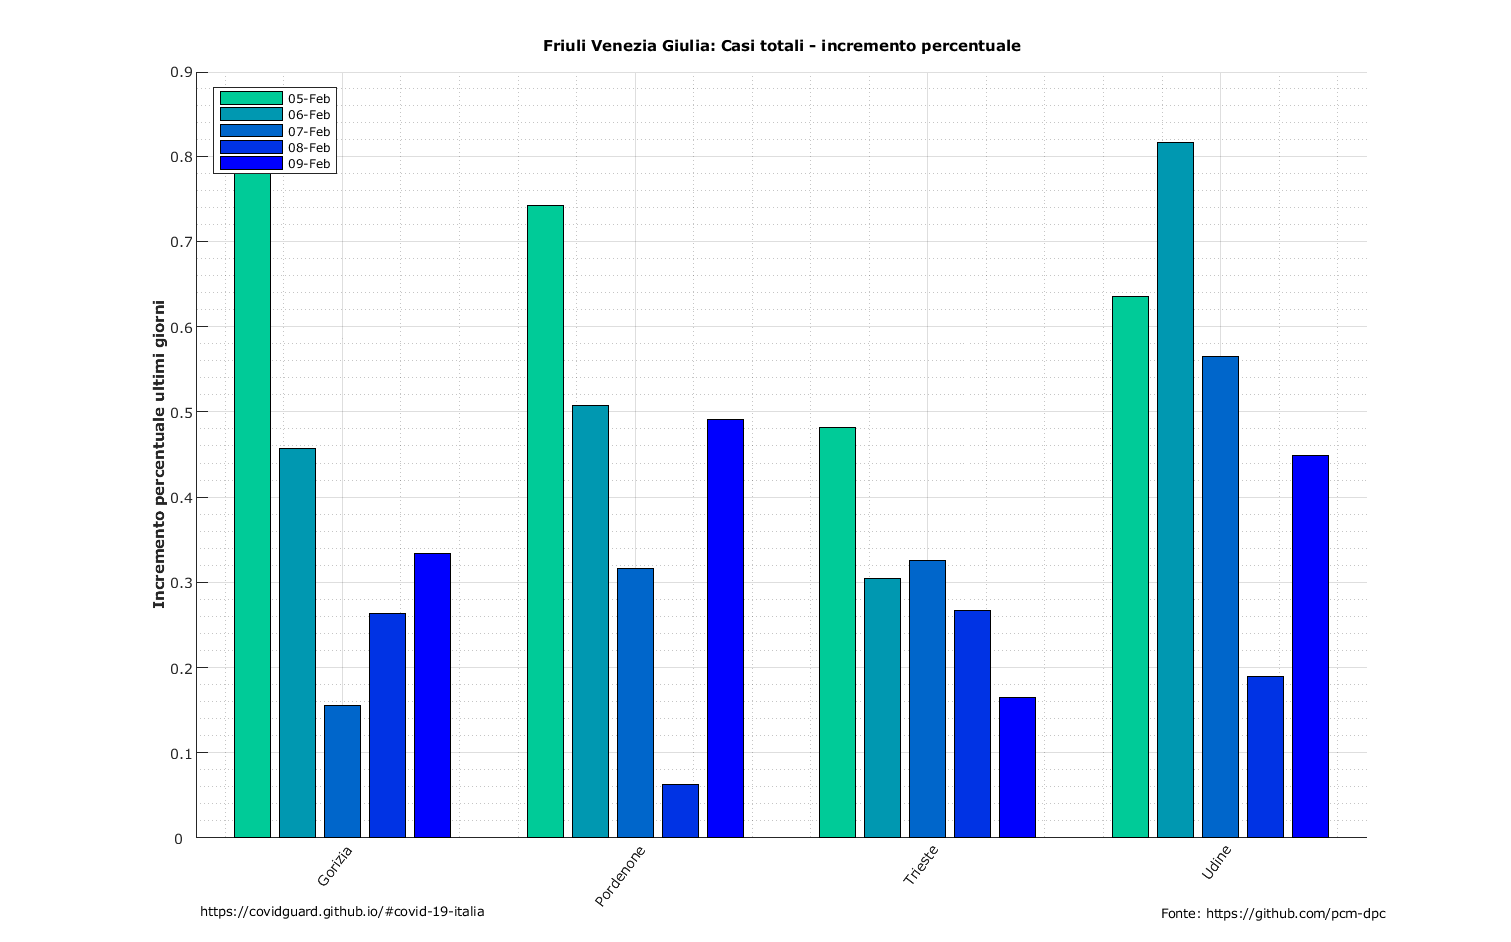 Friuli Venezia Giulia: Casi totali - incremento percentuale
0.9
0.8
0.7
0.6
0.5
0.4
0.3
0.2
0.1
0
Incremento percentuale ultimi giorni
05-Feb
06-Feb
07-Feb
08-Feb
09-Feb
Gorizia
Pordenone
Trieste
Udine
https://covidguard.github.io/#covid-19-italia
Fonte: https://github.com/pcm-dpc